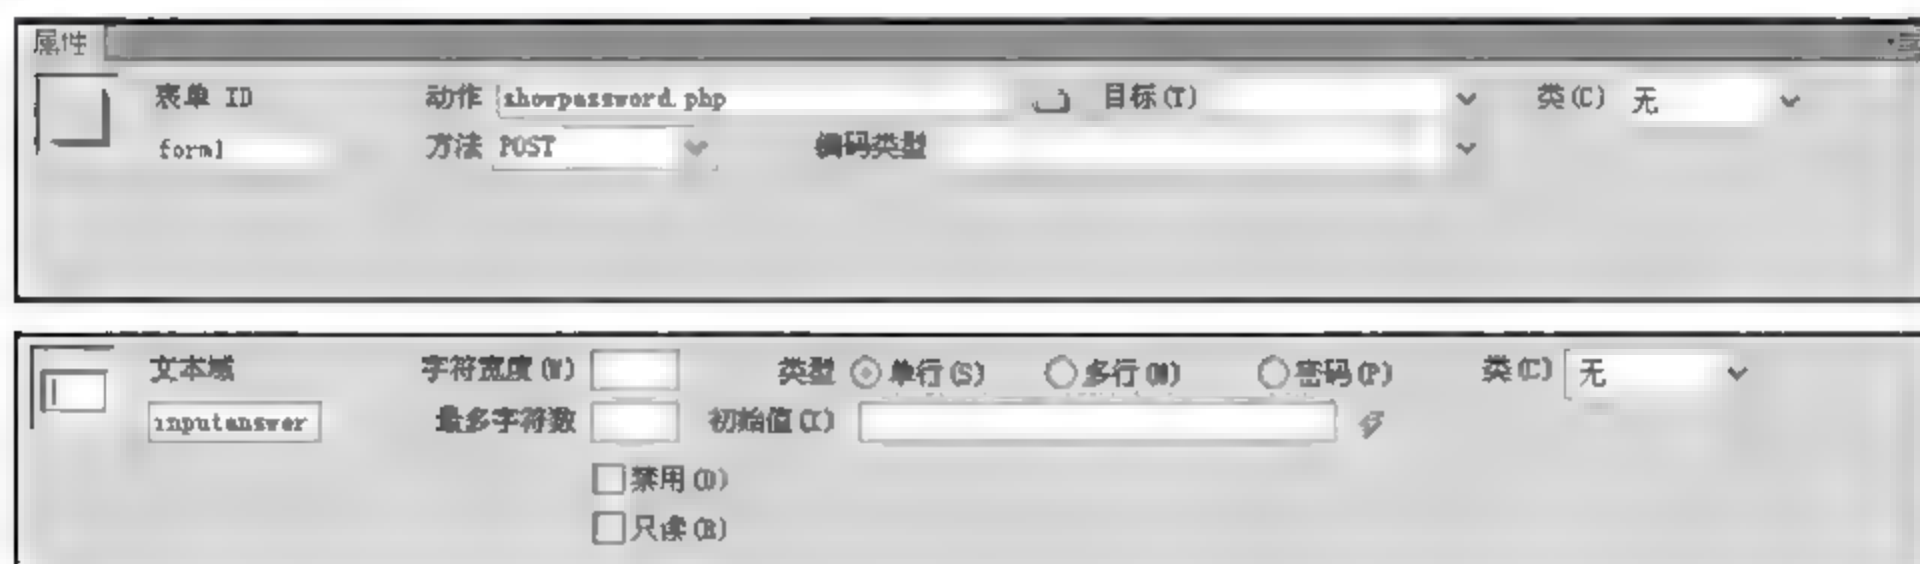 属性
表单 ID 动作 showpassword.php 目标(T) 类(C) 无
form1 方法 POST 编码类型
文本域 字符宽度(W) 类型 单行(S) 多行(M) 密码(P) 类(C) 无
inputanswer 最多字符数 初始值(I)
禁用(D)
只读(R)